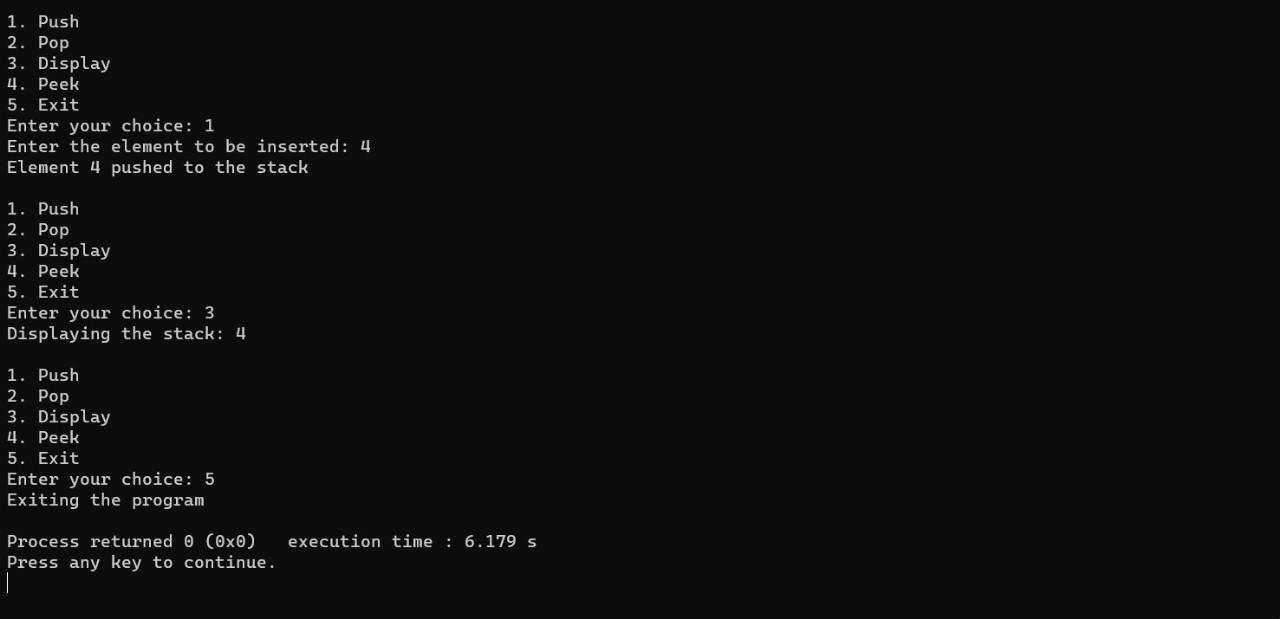 1. Push
2. Pop
3. Display
4. Peek
5. Exit
Enter your choice: 1
Enter the element to be inserted: 4
Element 4 pushed to the stack

1. Push
2. Pop
3. Display
4. Peek
5. Exit
Enter your choice: 3
Displaying the stack: 4

1. Push
2. Pop
3. Display
4. Peek
5. Exit
Enter your choice: 5
Exiting the program

Process returned 0 (0x0)   execution time : 6.179 s
Press any key to continue.